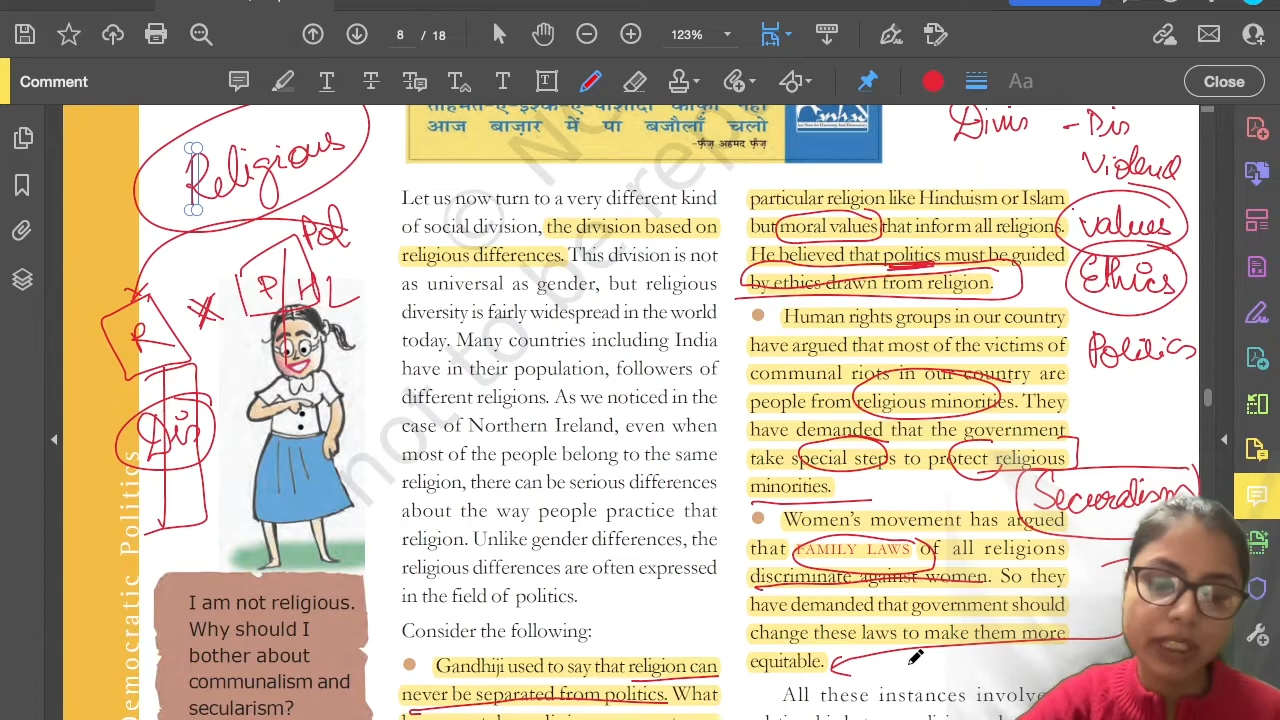 8 / 18
123%
Comment
Close
तोहमत-ए-इश्क़-ए-पोशीदा काफ़ी नहीं
आज बाज़ार में पा बजौलाँ चलो
-फ़ैज़ अहमद फ़ैज़
Religious
Pol
P/HL
R
Dis
Democratic Politics
I am not religious.
Why should I
bother about
communalism and
secularism?
not to be rep
Let us now turn to a very different kind
of social division, the division based on
religious differences. This division is not
as universal as gender, but religious
diversity is fairly widespread in the world
today. Many countries including India
have in their population, followers of
different religions. As we noticed in the
case of Northern Ireland, even when
most of the people belong to the same
religion, there can be serious differences
about the way people practice that
religion. Unlike gender differences, the
religious differences are often expressed
in the field of politics.
Consider the following:
Gandhiji used to say that religion can
never be separated from politics. What
particular religion like Hinduism or Islam
but moral values that inform all religions.
He believed that politics must be guided
by ethics drawn from religion.
Human rights groups in our country
have argued that most of the victims of
communal riots in our country are
people from religious minorities. They
have demanded that the government
take special steps to protect religious
minorities.
Women's movement has argued
that FAMILY LAWS of all religions
discriminate against women. So they
have demanded that government should
change these laws to make them more
equitable.
All these instances involve
Divis - Dis
values
Ethics
Politics